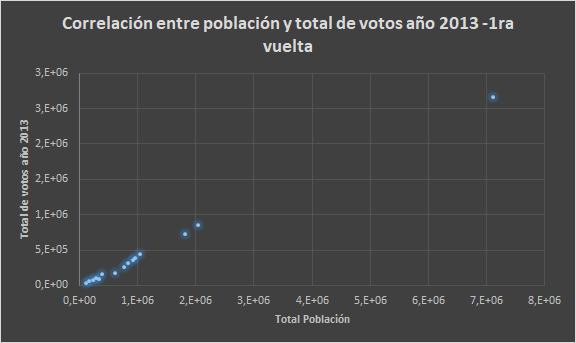 Correlación entre población y total de votos año 2013 -1ra
vuelta
3,E+06
3,E+06
2,E+06
2,E+06
1,E+06
5,E+05
0,E+00
Total de votos año 2013
0,E+00 1,E+06 2,E+06 3,E+06 4,E+06 5,E+06 6,E+06 7,E+06 8,E+06
Total Población